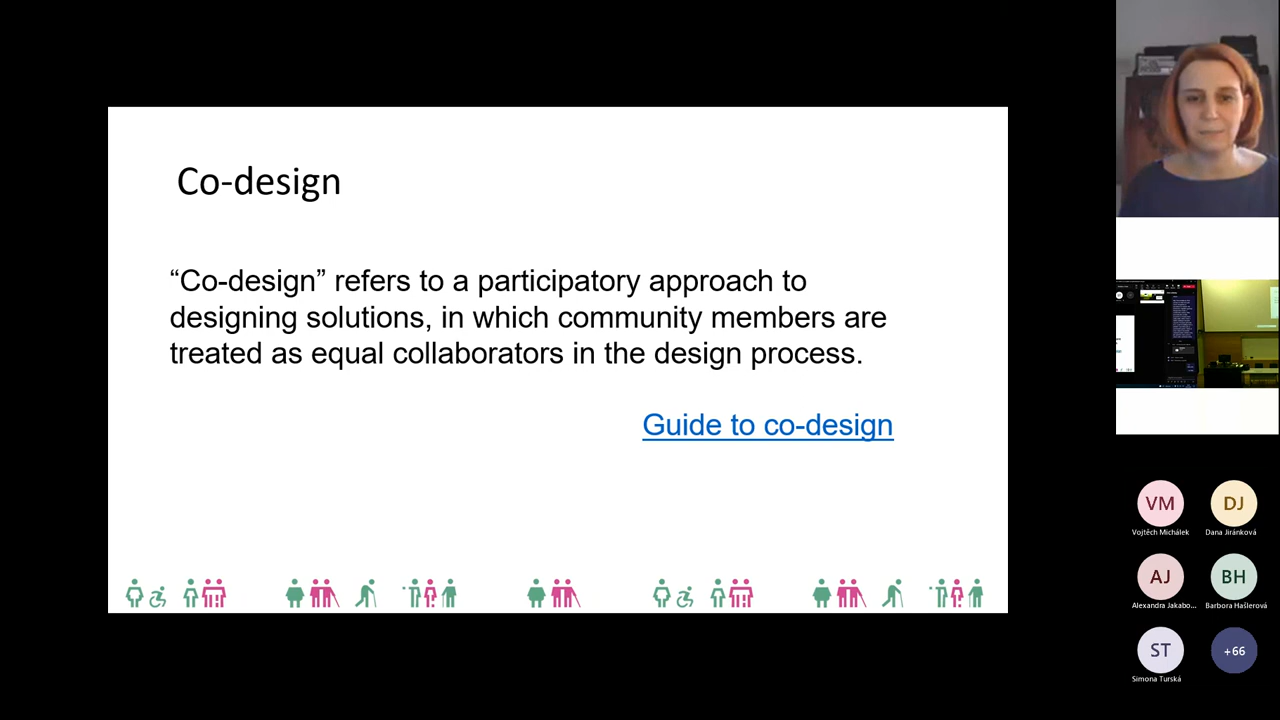 Co-design
“Co-design” refers to a participatory approach to
designing solutions, in which community members are
treated as equal collaborators in the design process.
Guide to co-design
VM
DJ
Vojtěch Michálek
Dana Jiránková
AJ
BH
Alexandra Jakabo...
Barbora Hašlerová
ST
+66
Simona Turská